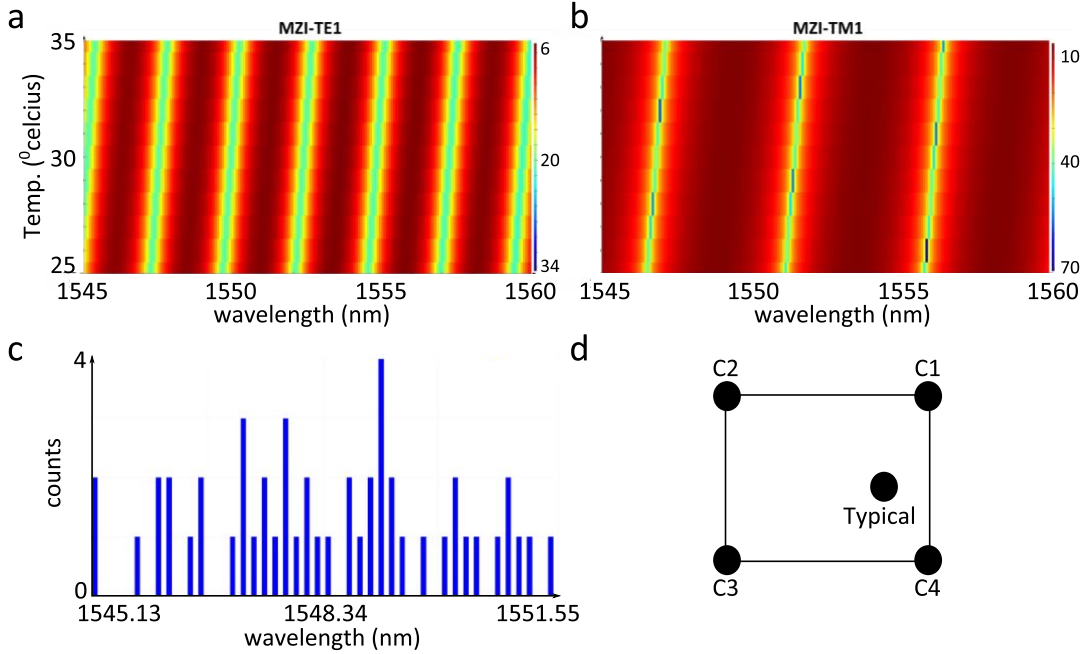 a
MZI-TE1
35
30
25
Temp. (⁰celcius)
1545
1550
1555
1560
wavelength (nm)
6
20
34
b
MZI-TM1
1545
1550
1555
1560
wavelength (nm)
10
40
70
c
4
0
counts
1545.13
1548.34
1551.55
wavelength (nm)
d
C2
C1
Typical
C3
C4